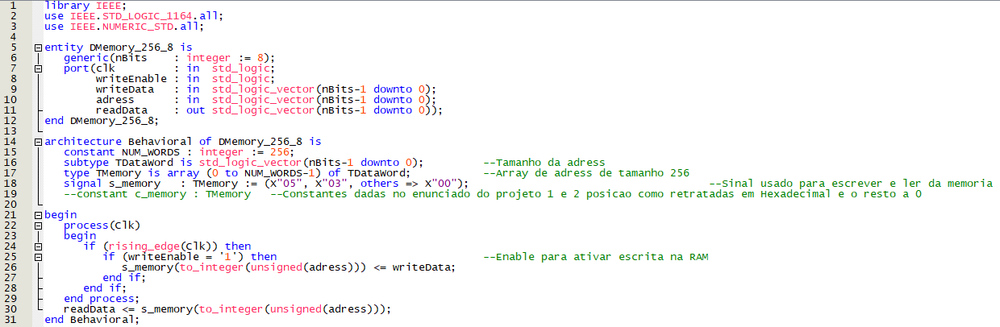 1 library IEEE;
2 use IEEE.STD_LOGIC_1164.all;
3 use IEEE.NUMERIC_STD.all;
4
5 entity DMemory_256_8 is
6 generic(nBits : integer := 8);
7 port(clk : in std_logic;
8 writeEnable : in std_logic;
9 writeData : in std_logic_vector(nBits-1 downto 0);
10 adress : in std_logic_vector(nBits-1 downto 0);
11 readData : out std_logic_vector(nBits-1 downto 0));
12 end DMemory_256_8;
13
14 architecture Behavioral of DMemory_256_8 is
15 constant NUM_WORDS : integer := 256;
16 subtype TDataWord is std_logic_vector(nBits-1 downto 0); --Tamanho da adress
17 type TMemory is array (0 to NUM_WORDS-1) of TDataWord; --Array de adress de tamanho 256
18 signal s_memory : TMemory := (X"05", X"03", others => X"00"); --Sinal usado para escrever e ler da memoria
19 --constant c_memory : TMemory --Constantes dadas no enunciado do projeto 1 e 2 posicao como retratadas em Hexadecimal e o resto a 0
20
21 begin
22 process(Clk)
23 begin
24 if (rising_edge(Clk)) then
25 if (writeEnable = '1') then --Enable para ativar escrita na RAM
26 s_memory(to_integer(unsigned(adress))) <= writeData;
27 end if;
28 end if;
29 end process;
30 readData <= s_memory(to_integer(unsigned(adress)));
31 end Behavioral;